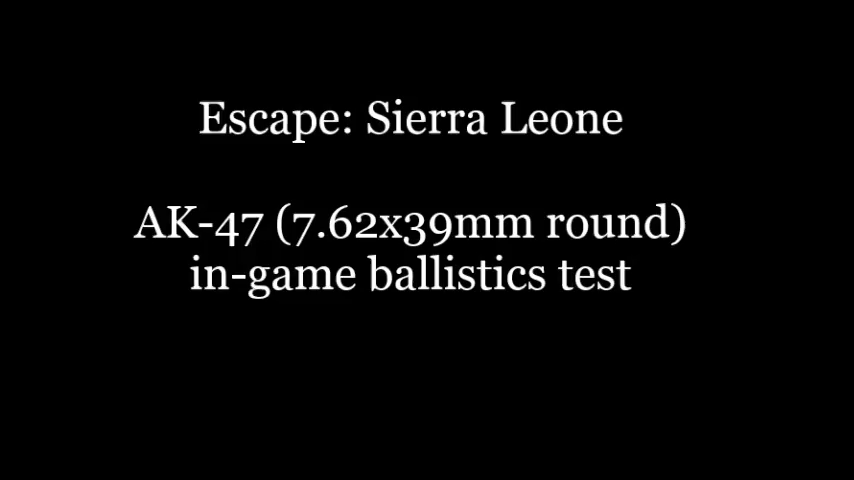 Escape: Sierra Leone
AK-47 (7.62x39mm round)
in-game ballistics test